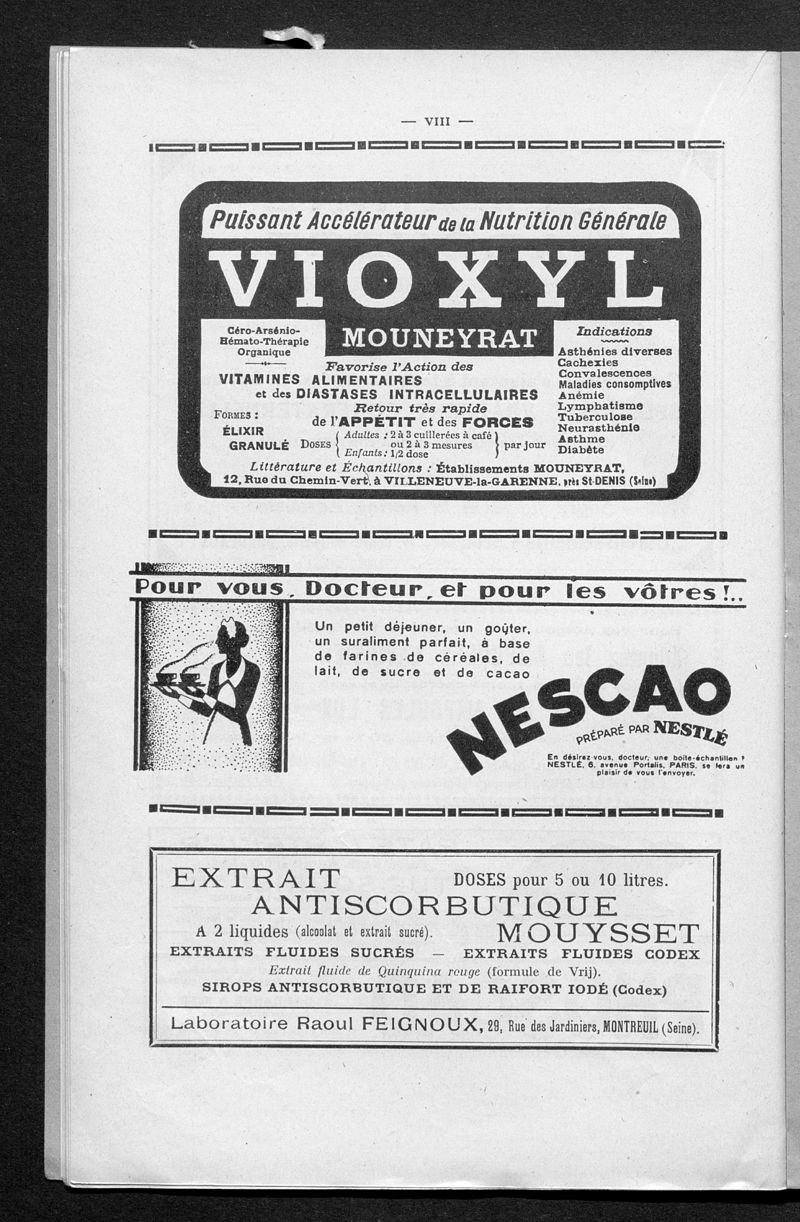 — VIII —
Puissant Accélérateur de la Nutrition Générale
VIOXYL
MOUNEYRAT
Céro-Arsénio-
Hémato-Thérapie
Organique
Favorise l'Action des
VITAMINES ALIMENTAIRES
et des DIASTASES INTRACELLULAIRES
Retour très rapide
de l'APPÉTIT et des FORCES
FORMES :
ÉLIXIR
GRANULÉ
DOSES
Adultes : 2 à 3 cuillerées à café
ou 2 à 3 mesures
Enfants : 1/2 dose
par jour
Indications
Asthénies diverses
Cachexies
Convalescences
Maladies consomptives
Anémie
Lymphatisme
Tuberculose
Neurasthénie
Asthme
Diabète
Littérature et Échantillons : Établissements MOUNEYRAT,
12, Rue du Chemin-Vert, à VILLENEUVE-la-GARENNE, près St-DENIS (Seine)
Pour vous, Docteur, et pour les vôtres !..
Un petit déjeuner, un goûter,
un suraliment parfait, à base
de farines de céréales, de
lait, de sucre et de cacao
NESCAO
PRÉPARÉ PAR NESTLÉ
En désirez-vous, docteur, une boîte-échantillon ?
NESTLÉ, 6, avenue Portalis, PARIS, se fera un
plaisir de vous l'envoyer.
EXTRAIT DOSES pour 5 ou 10 litres.
ANTISCORBUTIQUE
A 2 liquides (alcoolat et extrait sucré). MOUYSSET
EXTRAITS FLUIDES SUCRÉS — EXTRAITS FLUIDES CODEX
Extrait fluide de Quinquina rouge (formule de Vrij).
SIROPS ANTISCORBUTIQUE ET DE RAIFORT IODÉ (Codex)
Laboratoire Raoul FEIGNOUX, 29, Rue des Jardiniers, MONTREUIL (Seine).